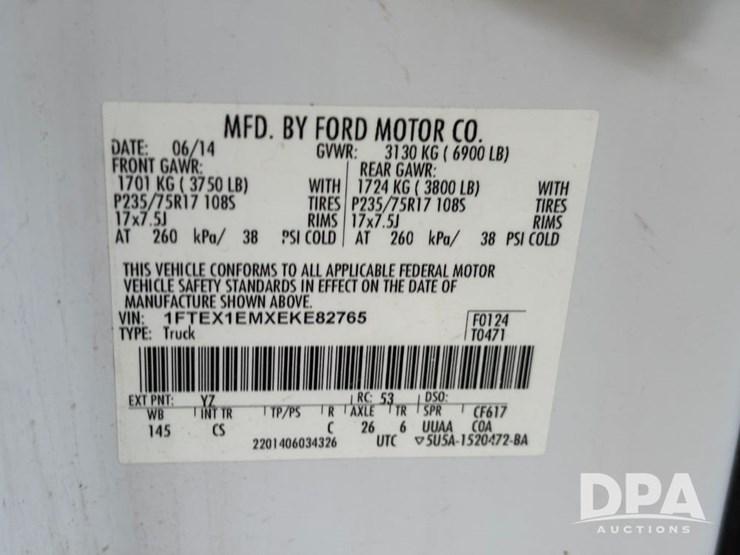 MFD. BY FORD MOTOR CO.
DATE: 06/14 GVWR: 3130 KG ( 6900 LB)
FRONT GAWR: REAR GAWR:
1701 KG ( 3750 LB) WITH 1724 KG ( 3800 LB) WITH
P235/75R17 108S TIRES P235/75R17 108S TIRES
17x7.5J RIMS 17x7.5J RIMS
AT 260 kPa/ 38 PSI COLD AT 260 kPa/ 38 PSI COLD
THIS VEHICLE CONFORMS TO ALL APPLICABLE FEDERAL MOTOR
VEHICLE SAFETY STANDARDS IN EFFECT ON THE DATE OF
MANUFACTURE SHOWN ABOVE.
VIN: 1FTEX1EMXEKE82765 F0124
TYPE: Truck T0471
EXT PNT: YZ RC: 53 DSO:
WB INT TR TP/PS R AXLE TR SPR CF617
145 CS C 26 6 UUAA COA
2201406034326 UTC ▽5U5A-1520472-BA
DPA
AUCTIONS